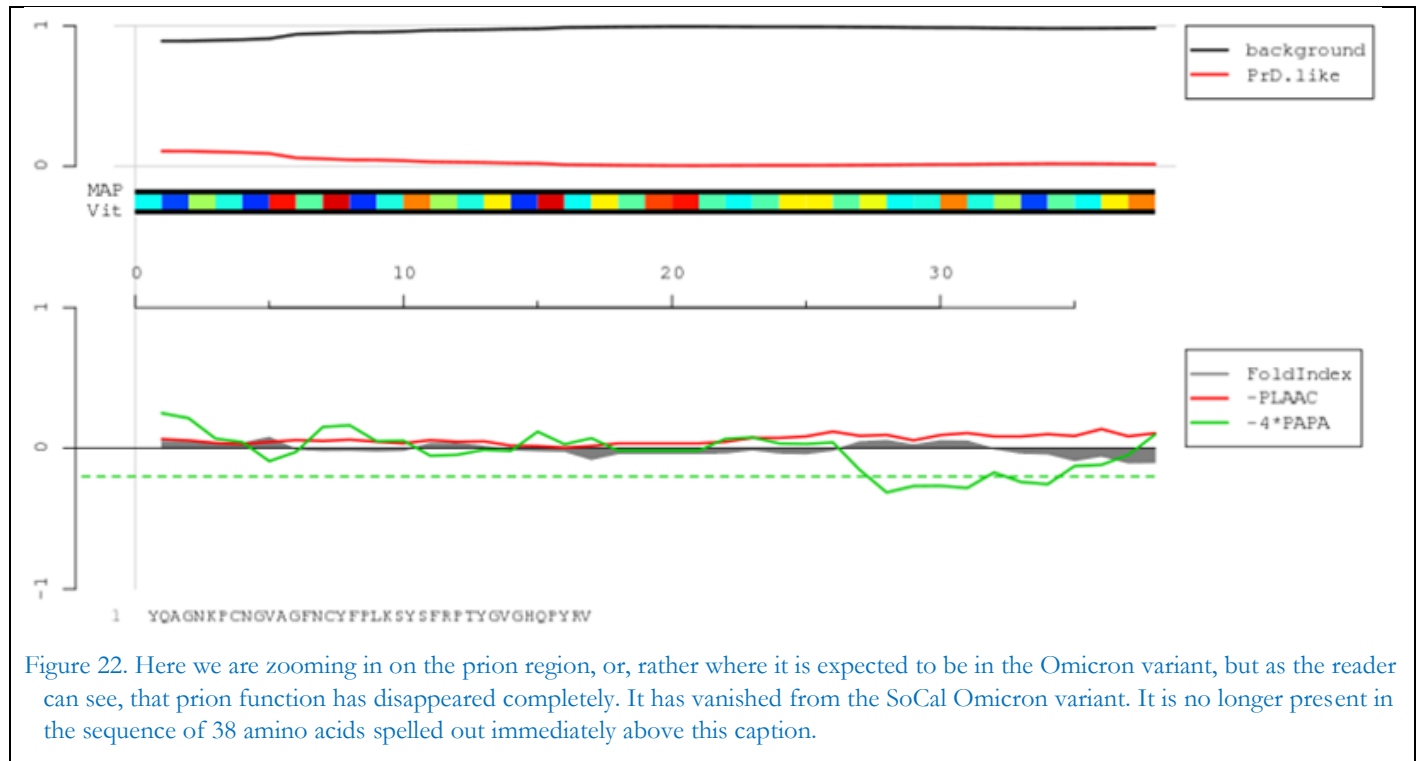 1
background
PrD.like
0
MAP
Vit
0 10 20 30
1
FoldIndex
-PLAAC
-4*PAPA
0
-1
1 YQAGNKPCNGVAGFNCYFPLKSYSFRPTYGVGHQPYRV
Figure 22. Here we are zooming in on the prion region, or, rather where it is expected to be in the Omicron variant, but as the reader
can see, that prion function has disappeared completely. It has vanished from the SoCal Omicron variant. It is no longer present in
the sequence of 38 amino acids spelled out immediately above this caption.